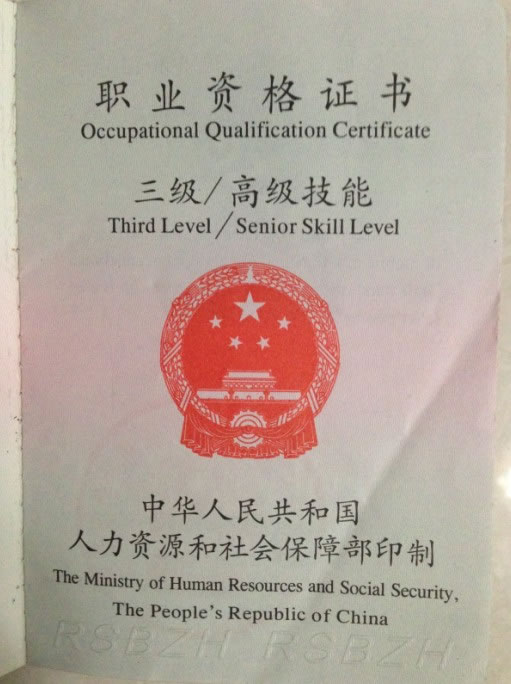 职业资格证书
Occupational Qualification Certificate
三级/高级技能
Third Level/Senior Skill Level
中华人民共和国
人力资源和社会保障部印制
The Ministry of Human Resources and Social Security,
The People's Republic of China
RSBZH RSBZH